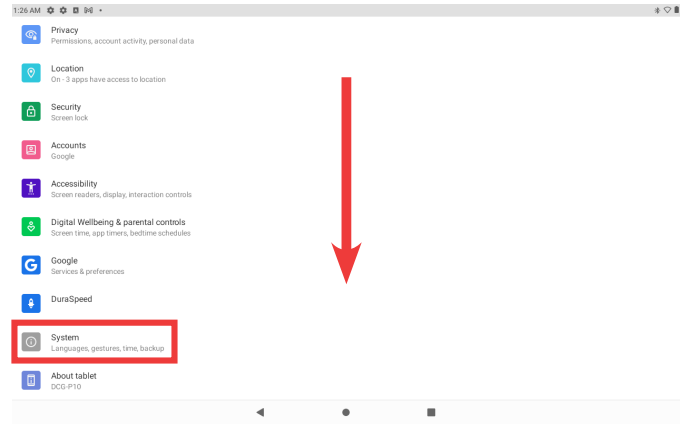 1:26 AM
Privacy
Permissions, account activity, personal data
Location
On - 3 apps have access to location
Security
Screen lock
Accounts
Google
Accessibility
Screen readers, display, interaction controls
Digital Wellbeing & parental controls
Screen time, app timers, bedtime schedules
Google
Services & preferences
DuraSpeed
System
Languages, gestures, time, backup
About tablet
DCG-P10